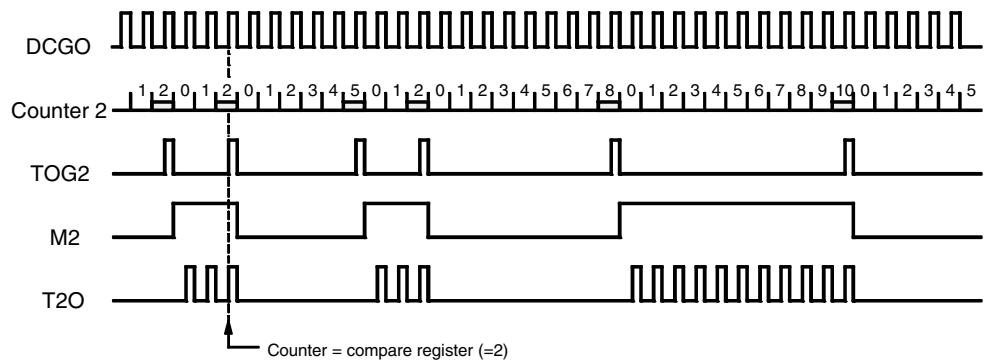 DCGO
Counter 2
1 2 0 1 2 0 1 2 3 4 5 0 1 2 0 1 2 3 4 5 6 7 8 0 1 2 3 4 5 6 7 8 9 10 0 1 2 3 4 5
TOG2
M2
T2O
Counter = compare register (=2)